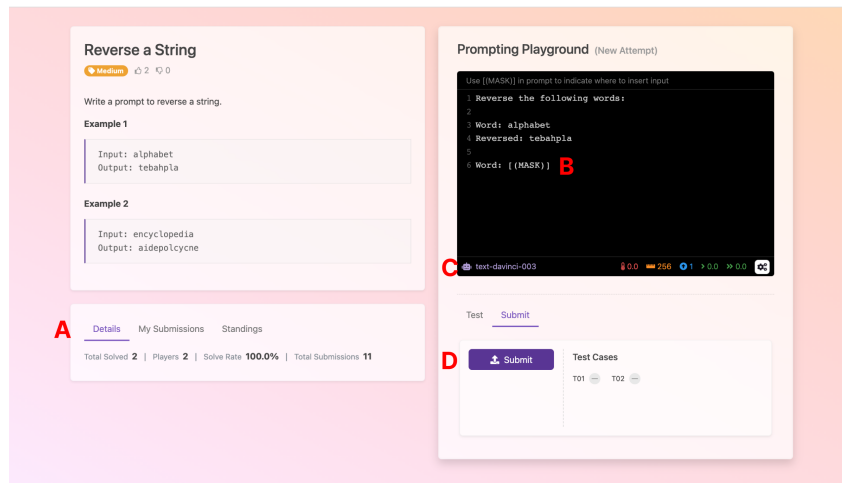 Reverse a String
Medium 2 0
Write a prompt to reverse a string.
Example 1
Input: alphabet
Output: tebahpla
Example 2
Input: encyclopedia
Output: aidepolcycne
A
Details My Submissions Standings
Total Solved 2 | Players 2 | Solve Rate 100.0% | Total Submissions 11
Prompting Playground (New Attempt)
Use [(MASK)] in prompt to indicate where to insert input
1 Reverse the following words:
2
3 Word: alphabet
4 Reversed: tebahpla
5
6 Word: [(MASK)] B
C text-davinci-003 0.0 256 1 0.0 0.0
Test Submit
D Submit
Test Cases
T01 T02